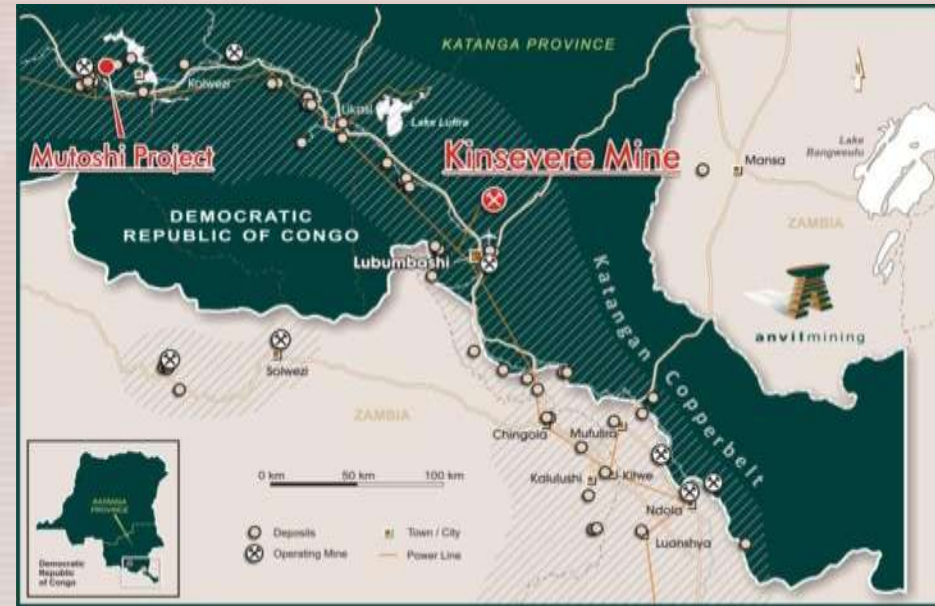 KATANGA PROVINCE
Kolwezi
Likasi
Lake Lufira
Mutoshi Project
Kinsevere Mine
Lake
Bangweulu
Mansa
DEMOCRATIC
REPUBLIC OF CONGO
ZAMBIA
Lubumbashi
Katangan Copperbelt
anvilmining
Solwezi
ZAMBIA
Chingola
Mufulira
Kalulushi
Kitwe
Ndola
Luanshya
0 km 50 km 100 km
Deposits
Town / City
Operating Mine
Power Line
KATANGA
PROVINCE
Democratic
Republic
of Congo